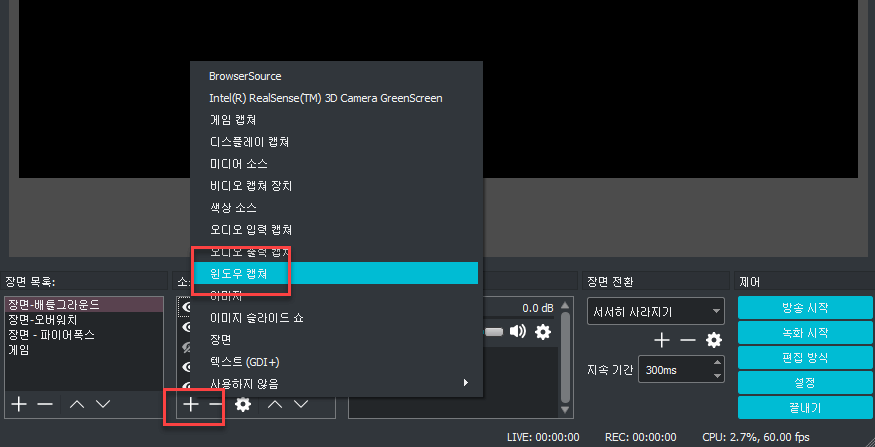 BrowserSource
Intel(R) RealSense(TM) 3D Camera GreenScreen
게임 캡쳐
디스플레이 캡쳐
미디어 소스
비디오 캡쳐 장치
색상 소스
오디오 입력 캡쳐
오디오 출력 캡쳐
윈도우 캡쳐
이미지
이미지 슬라이드 쇼
장면
텍스트 (GDI+)
사용하지 않음
장면 목록:
장면-배틀그라운드
장면-오버워치
장면 - 파이어폭스
게임
0.0 dB
장면 전환
서서히 사라지기
지속 기간 300ms
제어
방송 시작
녹화 시작
편집 방식
설정
끝내기
LIVE: 00:00:00 REC: 00:00:00 CPU: 2.7%, 60.00 fps